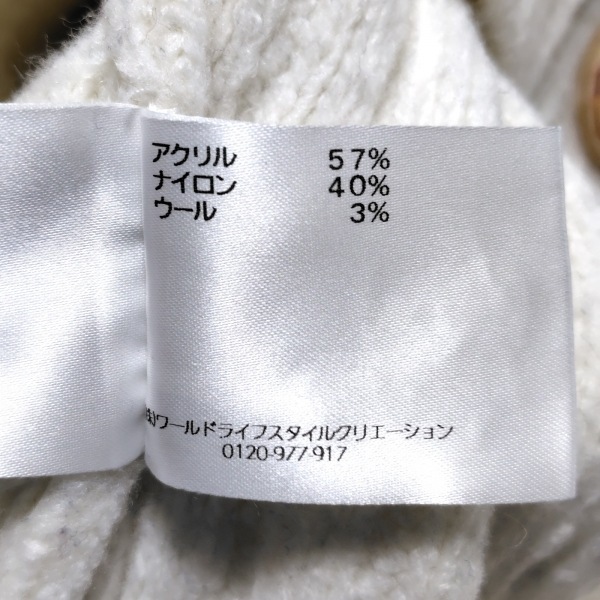 アクリル 57%
ナイロン 40%
ウール 3%
ワールドライフスタイルクリエーション
0120-977-917